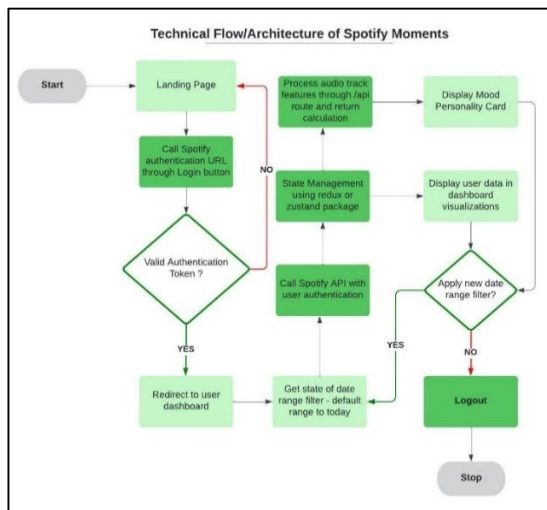 Technical Flow/Architecture of Spotify Moments
Start
Landing Page
Call Spotify
authentication URL
through Login button
NO
Valid Authentication
Token ?
YES
Redirect to user
dashboard
Get state of date
range filter - default
range to today
Call Spotify API with
user authentication
State Management
using redux or
zustand package
Process audio track
features through /api
route and return
calculation
Display Mood
Personality Card
Display user data in
dashboard
visualizations
Apply new date
range filter?
YES
NO
Logout
Stop